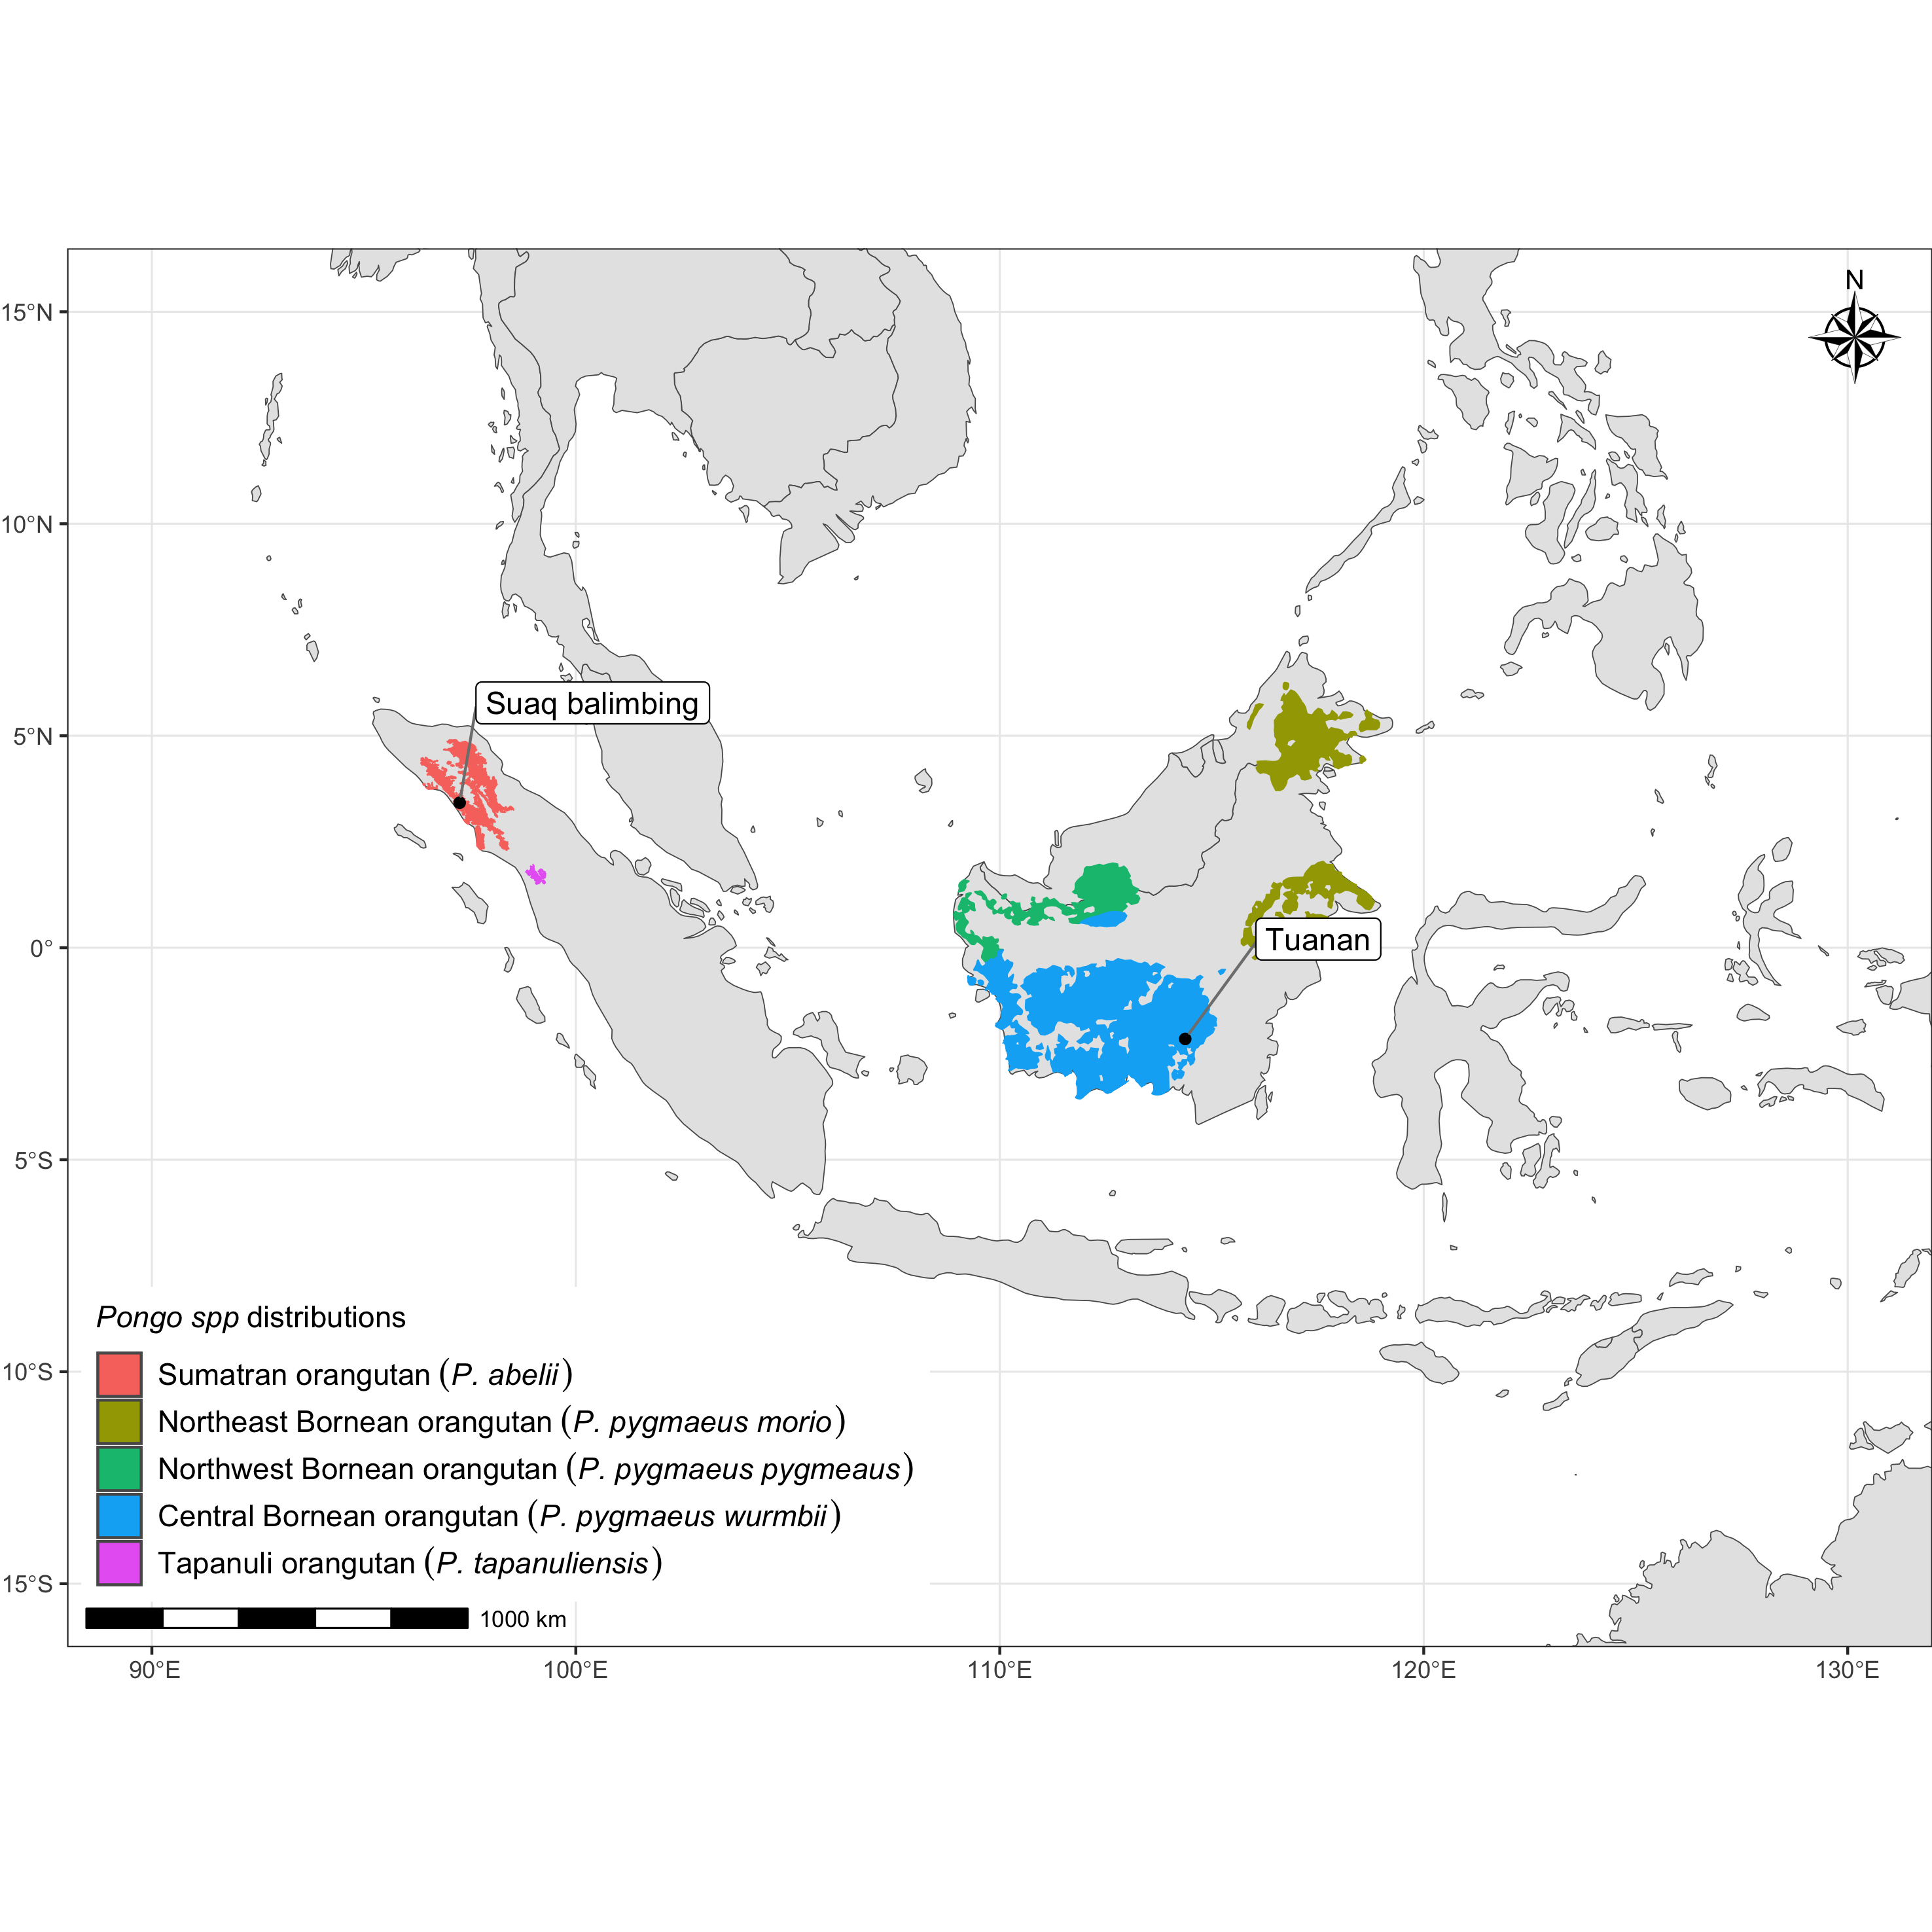 N
15°N
10°N
Suaq balimbing
5°N
Tuanan
0°
5°S
Pongo spp distributions
10°S
Sumatran orangutan (P. abelii)
Northeast Bornean orangutan (P. pygmaeus morio)
Northwest Bornean orangutan (P. pygmaeus pygmeaus)
Central Bornean orangutan (P. pygmaeus wurmbii)
Tapanuli orangutan (P. tapanuliensis)
15°S
1000 km
90°E 100°E 110°E 120°E 130°E